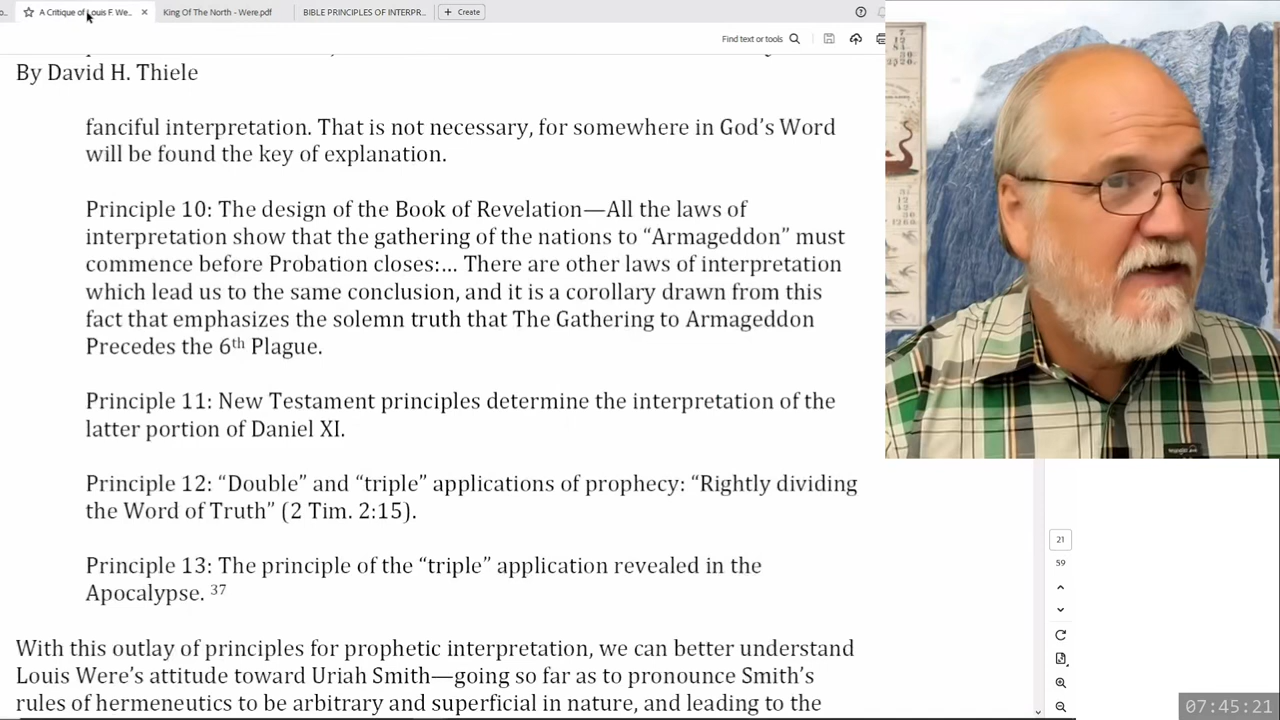 A Critique of Louis F. We...
King Of The North - Were.pdf
BIBLE PRINCIPLES OF INTERPR...
+ Create
Find text or tools
By David H. Thiele
fanciful interpretation. That is not necessary, for somewhere in God’s Word
will be found the key of explanation.
Principle 10: The design of the Book of Revelation—All the laws of
interpretation show that the gathering of the nations to “Armageddon” must
commence before Probation closes:... There are other laws of interpretation
which lead us to the same conclusion, and it is a corollary drawn from this
fact that emphasizes the solemn truth that The Gathering to Armageddon
Precedes the 6th Plague.
Principle 11: New Testament principles determine the interpretation of the
latter portion of Daniel XI.
Principle 12: “Double” and “triple” applications of prophecy: “Rightly dividing
the Word of Truth” (2 Tim. 2:15).
Principle 13: The principle of the “triple” application revealed in the
Apocalypse. 37
With this outlay of principles for prophetic interpretation, we can better understand
Louis Were’s attitude toward Uriah Smith—going so far as to pronounce Smith’s
rules of hermeneutics to be arbitrary and superficial in nature, and leading to the
21
59
07:45:21